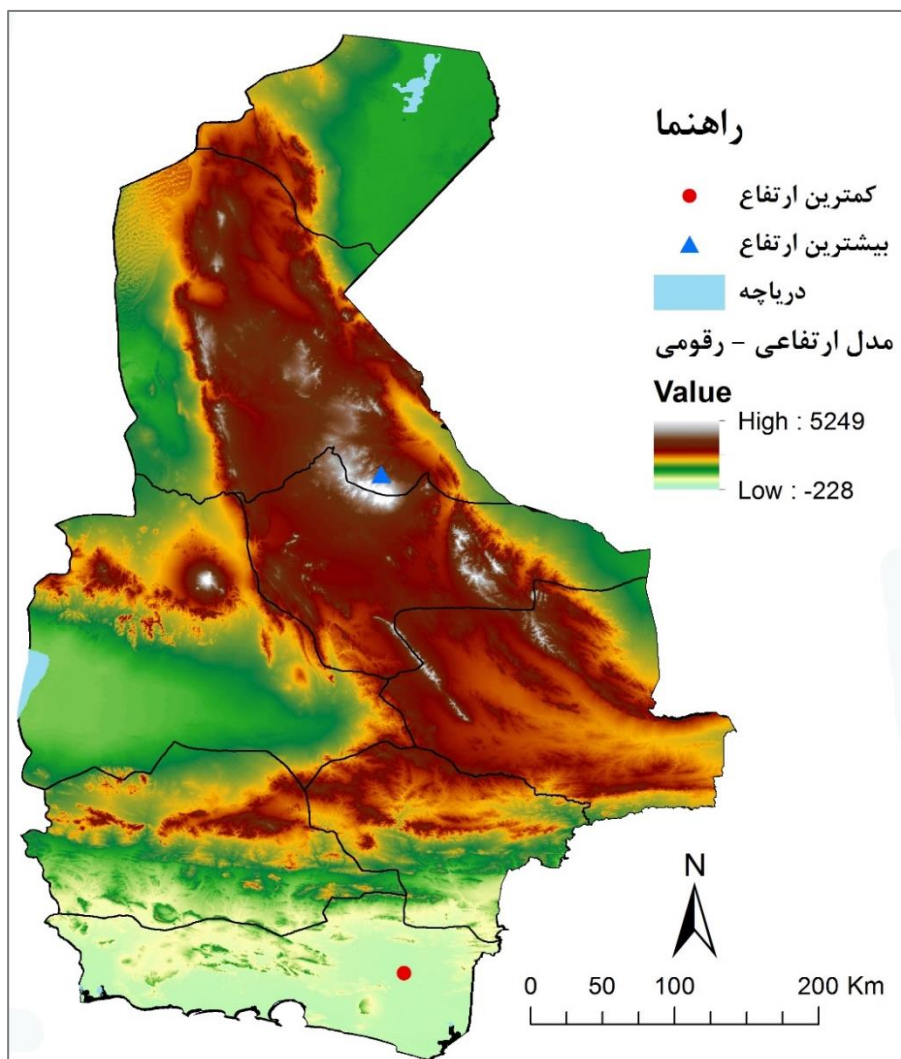 راهنما
کمترین ارتفاع
بیشترین ارتفاع
دریاچه
مدل ارتفاعی - رقومی
Value
High : 5249
Low : -228
N
0 50 100 200 Km